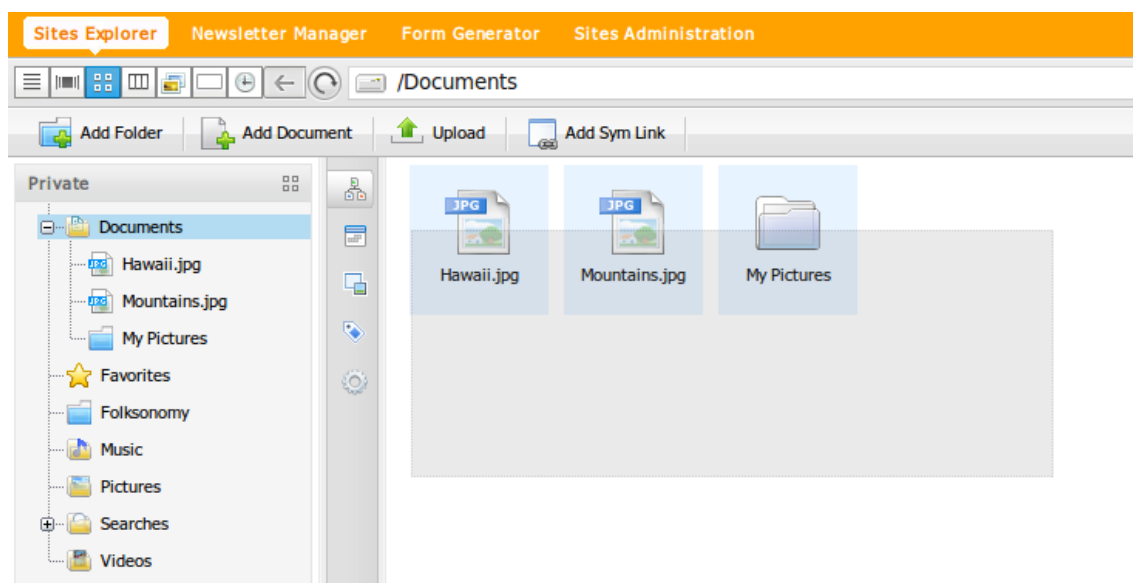 Sites Explorer Newsletter Manager Form Generator Sites Administration
/Documents
Add Folder Add Document Upload Add Sym Link
Private
Documents
Hawaii.jpg
Mountains.jpg
My Pictures
Favorites
Folksonomy
Music
Pictures
Searches
Videos
JPG JPG
Hawaii.jpg Mountains.jpg My Pictures